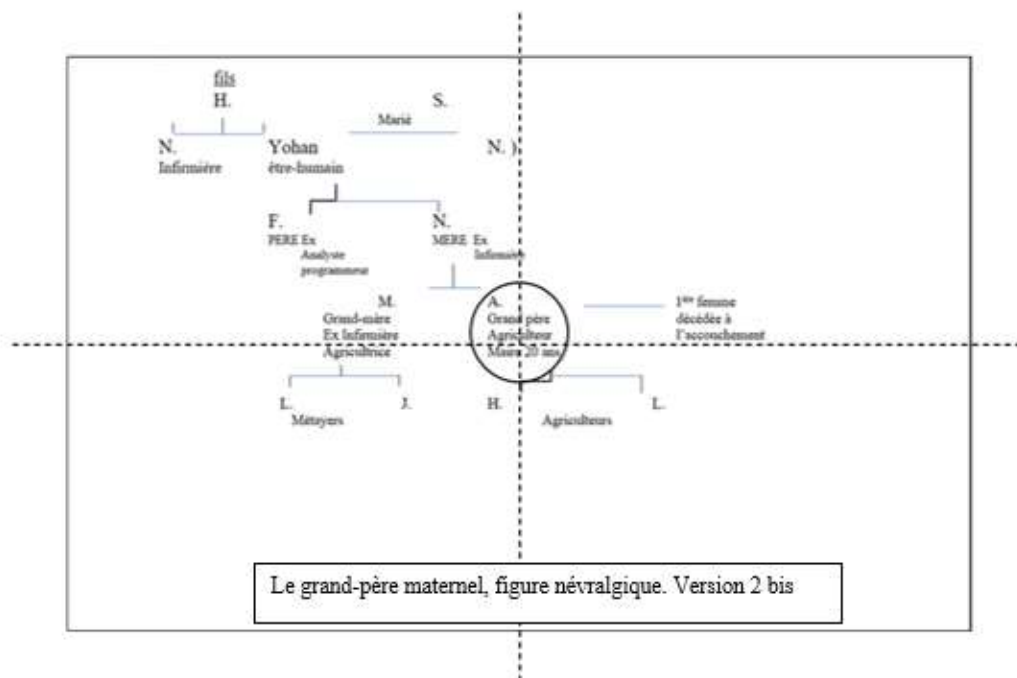 fils
H.
S.
Marié
N.
Infirmière
Yohan
être-humain
N. )
F.
PERE Ex
Analyste
programmeur
N.
MERE Ex
Infirmière
M.
Grand-mère
Ex Infirmière
Agricultrice
A.
Grand père
Agriculteur
Maire 20 ans
1ère femme
décédée à
l’accouchement
L.
J.
Métayers
H.
L.
Agriculteurs
Le grand-père maternel, figure névralgique. Version 2 bis